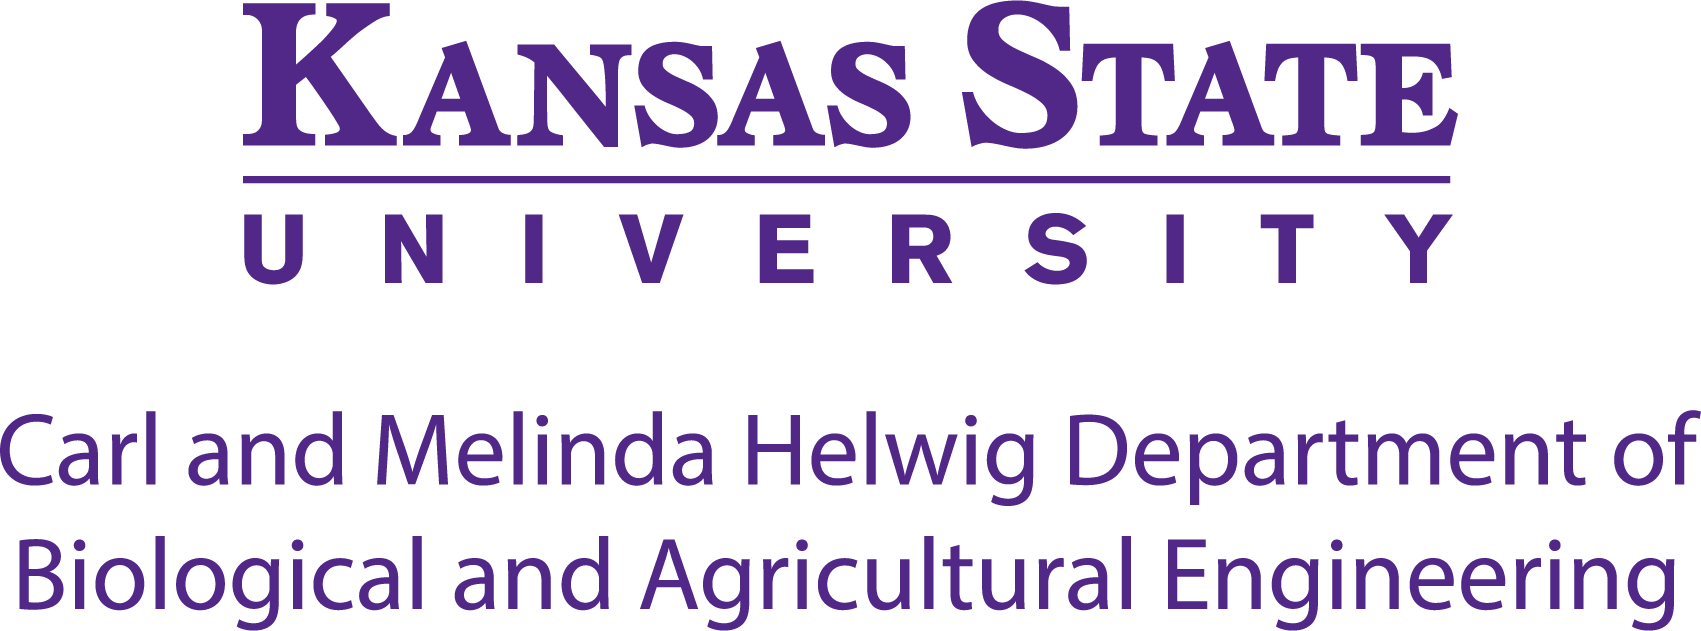 KANSAS STATE
UNIVERSITY
Carl and Melinda Helwig Department of
Biological and Agricultural Engineering